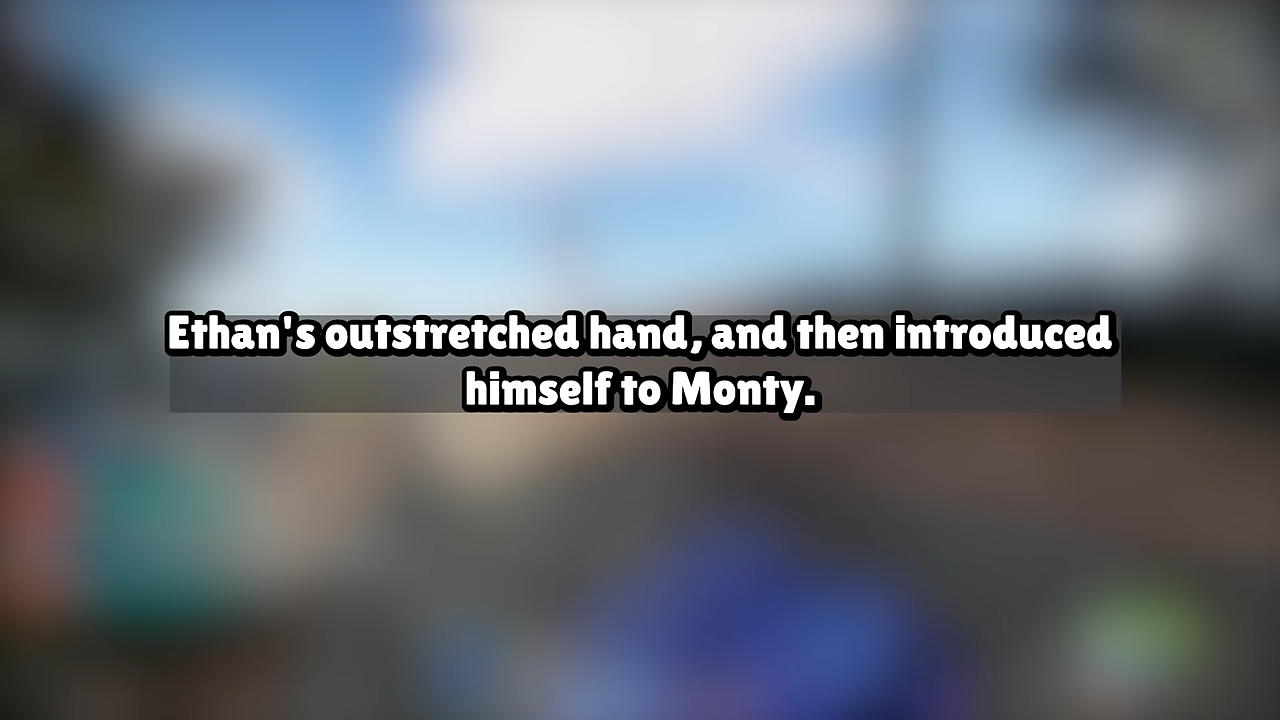 Ethan's outstretched hand, and then introduced
himself to Monty.